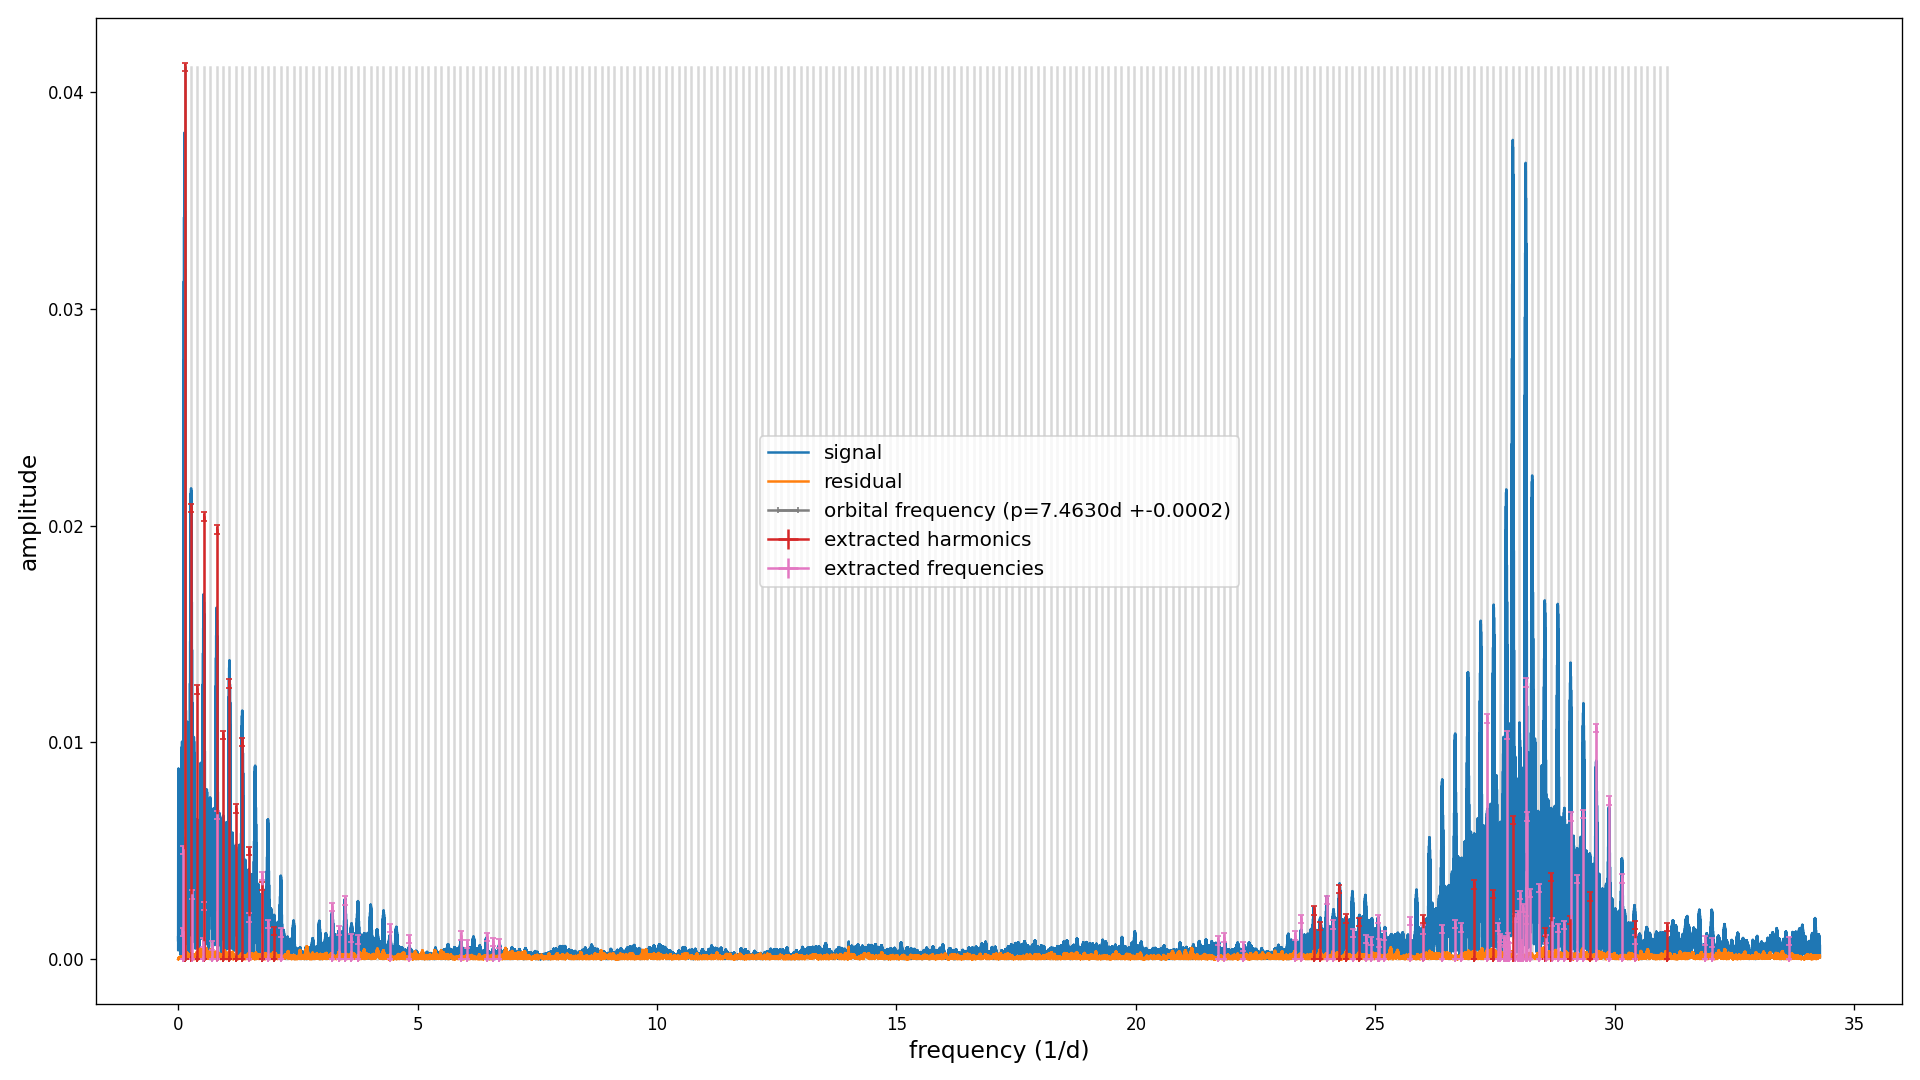 0.04
0.03
0.02
0.01
0.00
amplitude
signal
residual
orbital frequency (p=7.4630d +-0.0002)
extracted harmonics
extracted frequencies
0 5 10 15 20 25 30 35
frequency (1/d)